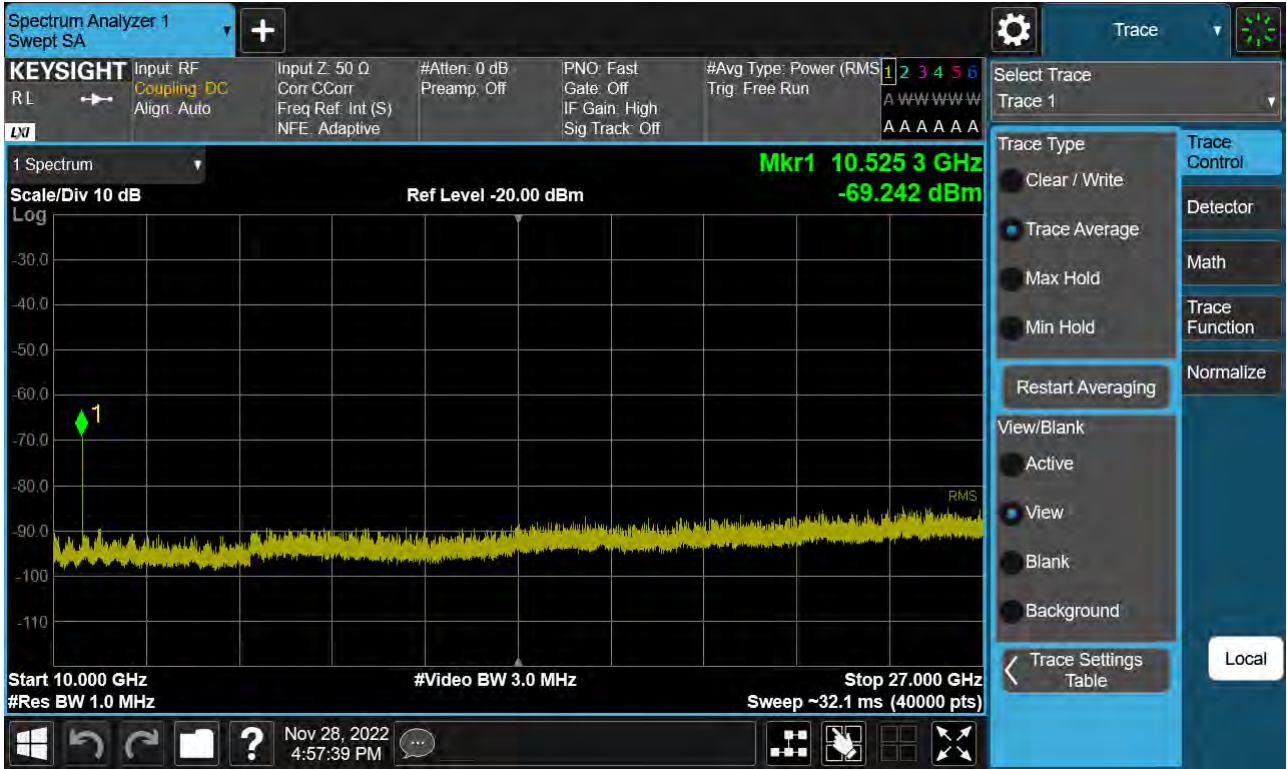 Spectrum Analyzer 1
Swept SA
Trace
KEYSIGHT
R L
LXI
Input: RF
Coupling: DC
Align: Auto
Input Z: 50 Ω
Corr CCorr
Freq Ref: Int (S)
NFE: Adaptive
#Atten: 0 dB
Preamp: Off
PNO: Fast
Gate: Off
IF Gain: High
Sig Track: Off
#Avg Type: Power (RMS
Trig: Free Run
1 2 3 4 5 6
A W W W W W
A A A A A A
Select Trace
Trace 1
1 Spectrum
Scale/Div 10 dB
Ref Level -20.00 dBm
Mkr1 10.525 3 GHz
-69.242 dBm
Log
-30.0
-40.0
-50.0
-60.0
-70.0
-80.0
-90.0
-100
-110
1
RMS
Start 10.000 GHz
#Video BW 3.0 MHz
Stop 27.000 GHz
#Res BW 1.0 MHz
Sweep ~32.1 ms (40000 pts)
Trace Type
Clear / Write
Trace Average
Max Hold
Min Hold
Restart Averaging
View/Blank
Active
View
Blank
Background
Trace Settings
Table
Trace
Control
Detector
Math
Trace
Function
Normalize
Local
?
Nov 28, 2022
4:57:39 PM